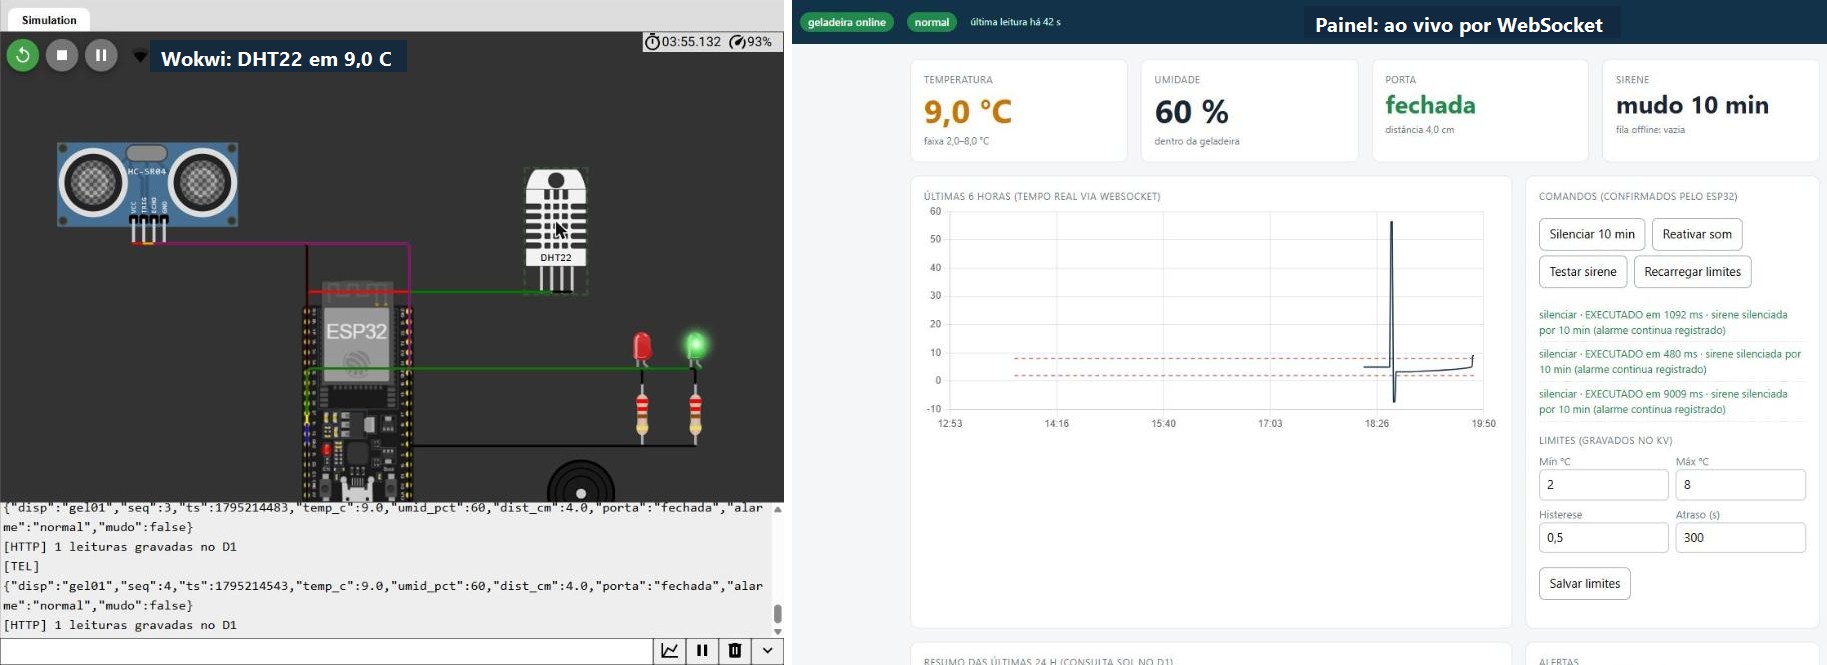 Simulation
03:55.132 93%
Wokwi: DHT22 em 9,0 C
HC-SR04
VCC
TRIG
ECHO
GND
DHT22
ESP32
{"disp":"gel01","seq":3,"ts":1795214483,"temp_c":9.0,"umid_pct":60,"dist_cm":4.0,"porta":"fechada","alar
me":"normal","mudo":false}
[HTTP] 1 leituras gravadas no D1
[TEL]
{"disp":"gel01","seq":4,"ts":1795214543,"temp_c":9.0,"umid_pct":60,"dist_cm":4.0,"porta":"fechada","alar
me":"normal","mudo":false}
[HTTP] 1 leituras gravadas no D1
geladeira online
normal
última leitura há 42 s
Painel: ao vivo por WebSocket
TEMPERATURA
9,0 °C
faixa 2,0–8,0 °C
UMIDADE
60 %
dentro da geladeira
PORTA
fechada
distância 4,0 cm
SIRENE
mudo 10 min
fila offline: vazia
ÚLTIMAS 6 HORAS (TEMPO REAL VIA WEBSOCKET)
60
50
40
30
20
10
0
-10
12:53 14:16 15:40 17:03 18:26 19:50
COMANDOS (CONFIRMADOS PELO ESP32)
Silenciar 10 min Reativar som
Testar sirene Recarregar limites
silenciar · EXECUTADO em 1092 ms · sirene silenciada
por 10 min (alarme continua registrado)
silenciar · EXECUTADO em 480 ms · sirene silenciada por
10 min (alarme continua registrado)
silenciar · EXECUTADO em 9009 ms · sirene silenciada
por 10 min (alarme continua registrado)
LIMITES (GRAVADOS NO KV)
Mín °C Máx °C
2 8
Histerese Atraso (s)
0,5 300
Salvar limites
RESUMO DAS ÚLTIMAS 24 H (CONSULTA SQL NO D1)
ALERTAS